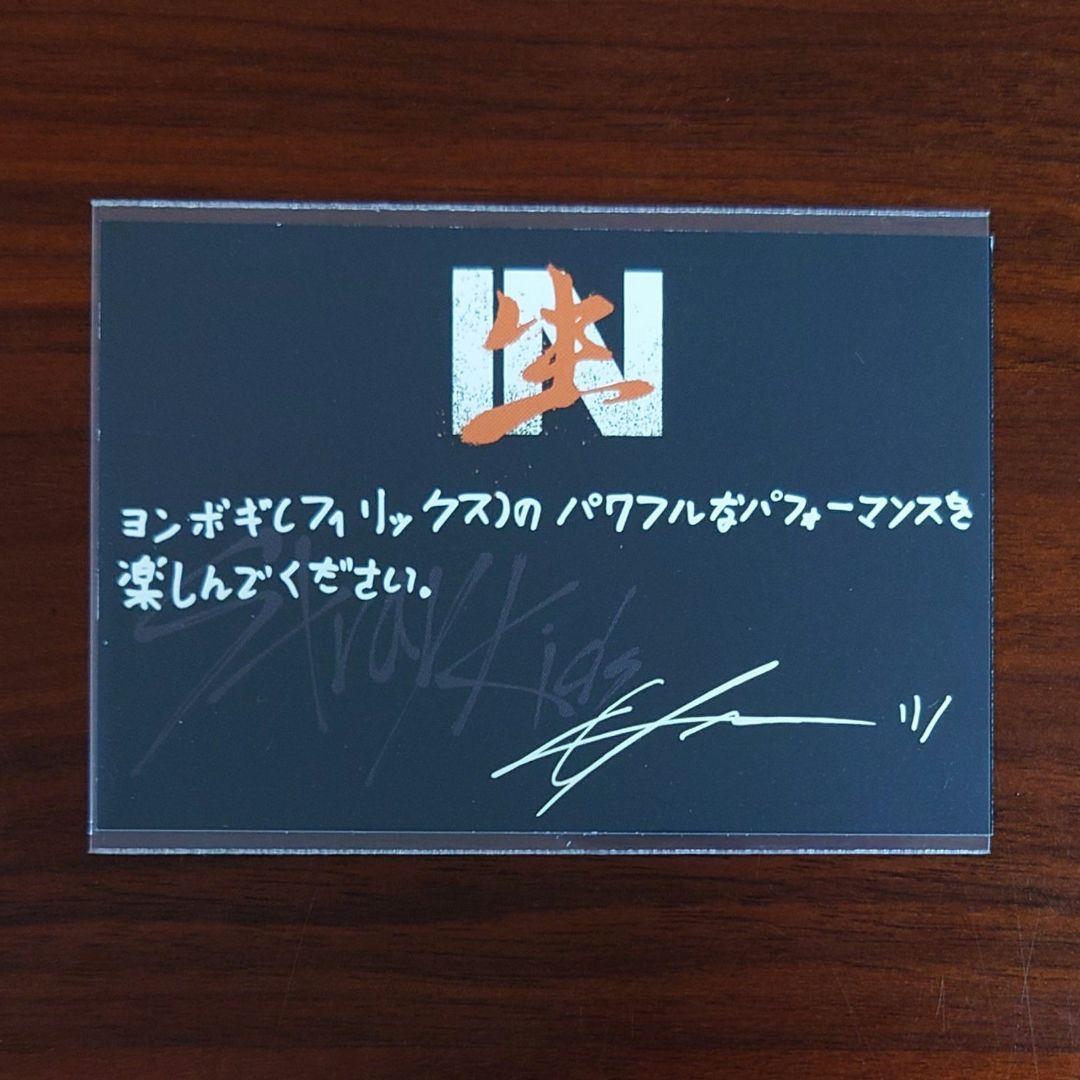 IN
生
ヨンボギ(フィリックス)の パワフルなパフォーマンスを
楽しんでください。
Stray Kids